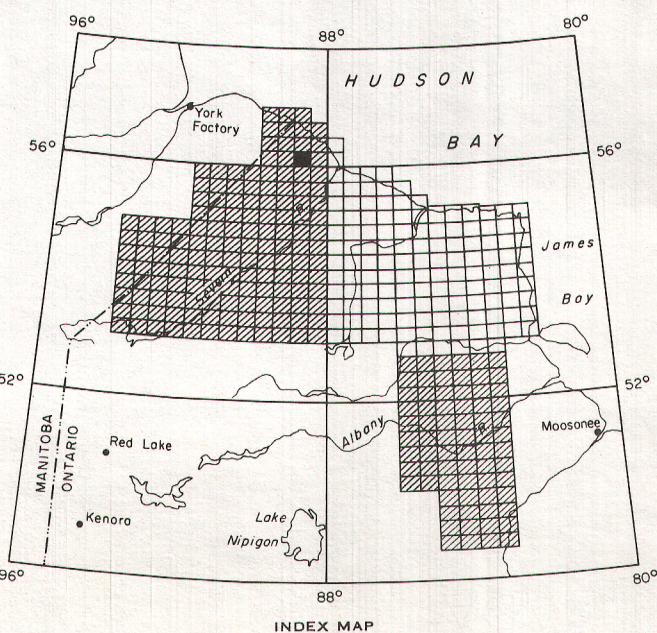 96°
88°
80°
HUDSON
BAY
York
Factory
56°
56°
James
Bay
Severn
R.
52°
52°
MANITOBA
ONTARIO
Red Lake
Albany
R.
Moosonee
Kenora
Lake
Nipigon
96°
88°
80°
INDEX MAP